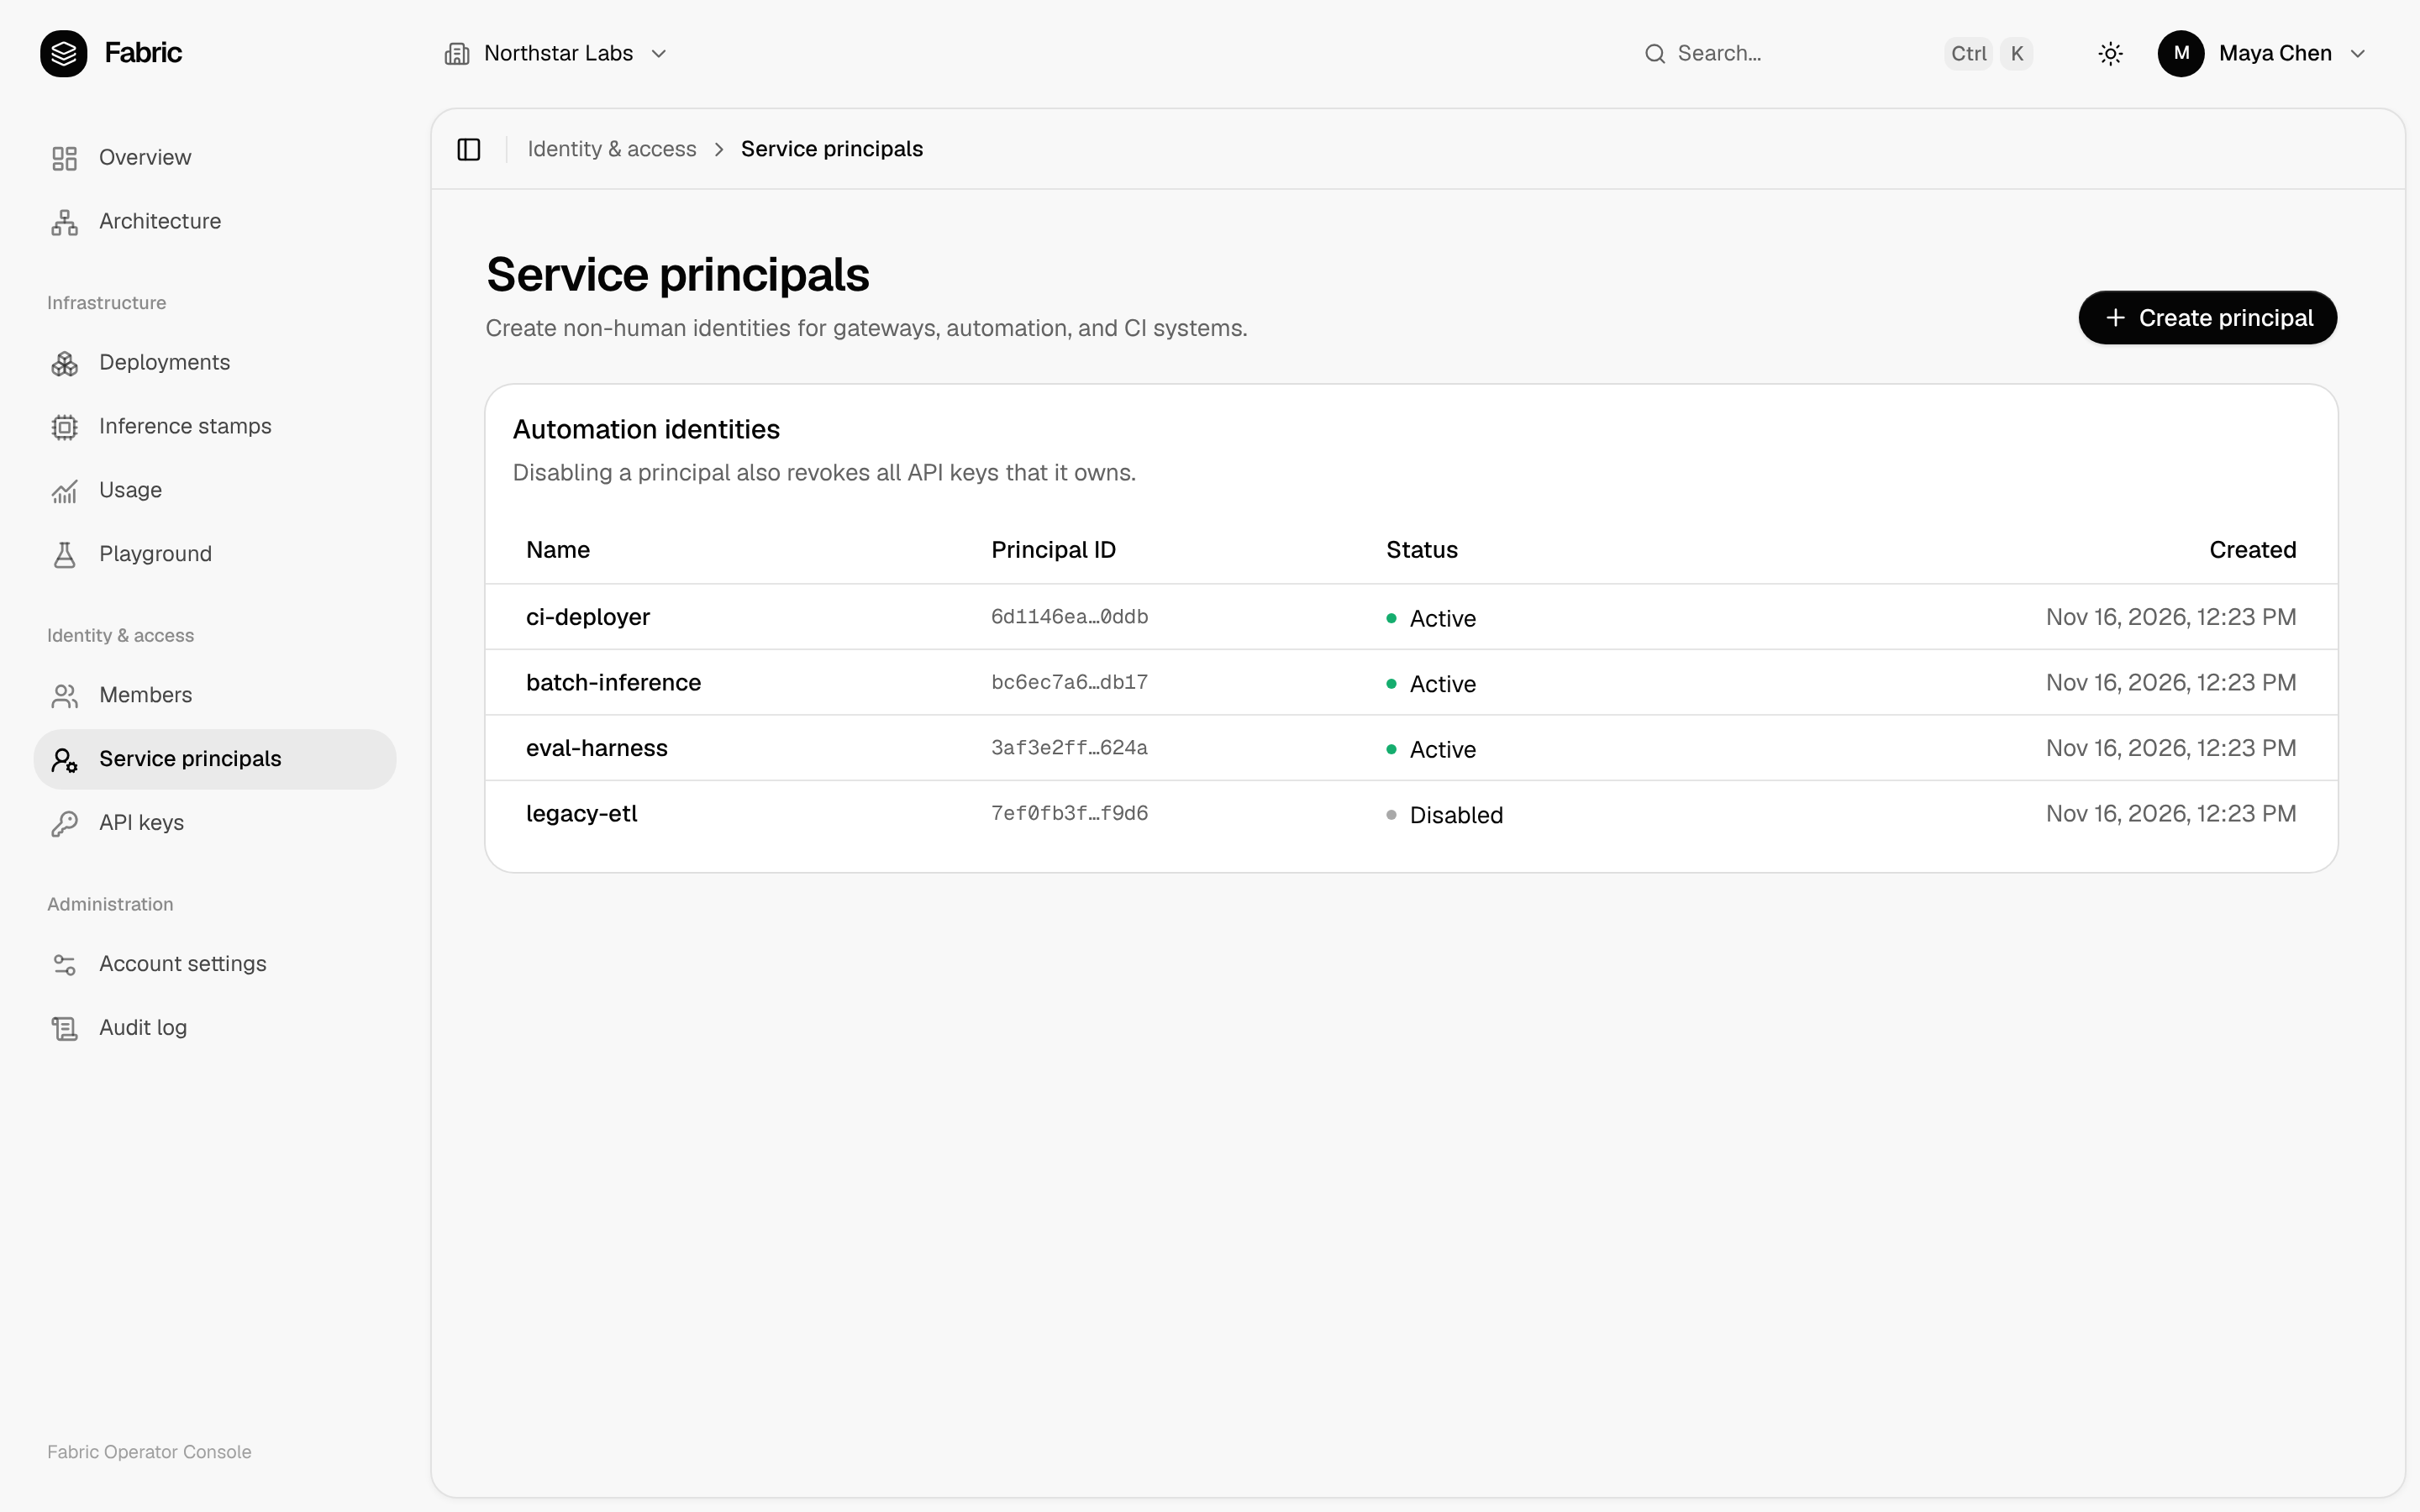 Fabric
Northstar Labs
Search...
Ctrl K
M
Maya Chen
Overview
Architecture
Infrastructure
Deployments
Inference stamps
Usage
Playground
Identity & access
Members
Service principals
API keys
Administration
Account settings
Audit log
Fabric Operator Console
Identity & access > Service principals
Service principals
Create non-human identities for gateways, automation, and CI systems.
+ Create principal
Automation identities
Disabling a principal also revokes all API keys that it owns.
Name Principal ID Status Created
ci-deployer 6d1146ea…0ddb Active Nov 16, 2026, 12:23 PM
batch-inference bc6ec7a6…db17 Active Nov 16, 2026, 12:23 PM
eval-harness 3af3e2ff…624a Active Nov 16, 2026, 12:23 PM
legacy-etl 7ef0fb3f…f9d6 Disabled Nov 16, 2026, 12:23 PM